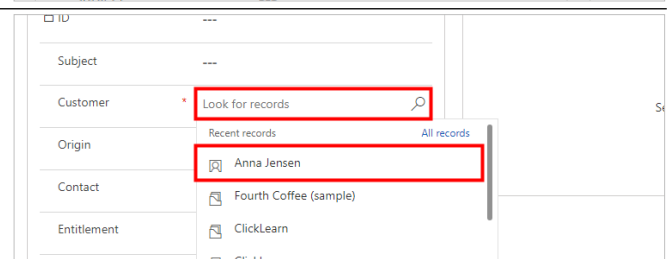 ID ---
Subject ---
Customer * Look for records
Recent records All records
Origin
Anna Jensen
Contact
Fourth Coffee (sample)
Entitlement
ClickLearn